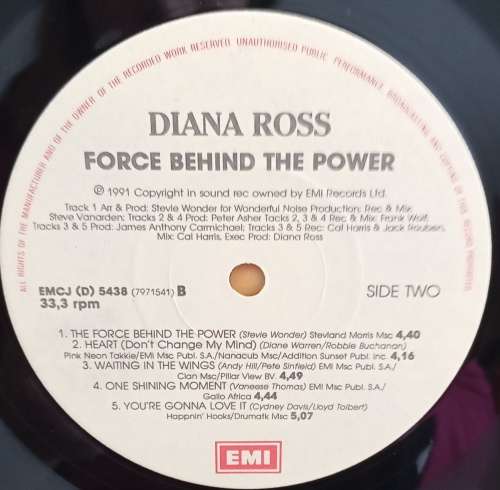 ALL RIGHTS OF THE MANUFACTURER AND OF THE OWNER OF THE RECORDED WORK RESERVED. UNAUTHORISED PUBLIC PERFORMANCE, BROADCASTING AND COPYING OF THIS RECORD PROHIBITED
DIANA ROSS
FORCE BEHIND THE POWER
℗ 1991 Copyright in sound rec owned by EMI Records Ltd.
Track 1 Arr & Prod: Stevie Wonder for Wonderful Noise Production: Rec & Mix
Steve Vanarden; Tracks 2 & 4 Prod: Peter Asher Tacks 2, 3 & 4 Rec & Mix: Frank Wolf,
Tracks 3 & 5 Prod: James Anthony Carmichael; Tracks 3 & 5 Rec: Cal Harris & Jack Rouben,
Mix: Cal Harris, Exec Prod: Diana Ross
EMCJ (D) 5438 (7971541) B
33,3 rpm
SIDE TWO
1. THE FORCE BEHIND THE POWER (Stevie Wonder) Stevland Morris Msc 4,40
2. HEART (Don't Change My Mind) (Diane Warren/Robbie Buchanan)
Pink Neon Takkie/EMI Msc Publ. S.A/Nanacub Msc/Addition Sunset Publ. Inc. 4,16
3. WAITING IN THE WINGS (Andy Hill/Pete Sinfield) EMI Msc Publ. S.A./
Clan Msc/Pillar View BV. 4,49
4. ONE SHINING MOMENT (Vaneese Thomas) EMI Msc Publ. S.A/
Gallo Africa 4,44
5. YOU'RE GONNA LOVE IT (Cydney Davis/Lloyd Tolbert)
Happnin' Hooks/Drumatk Msc 5,07
EMI